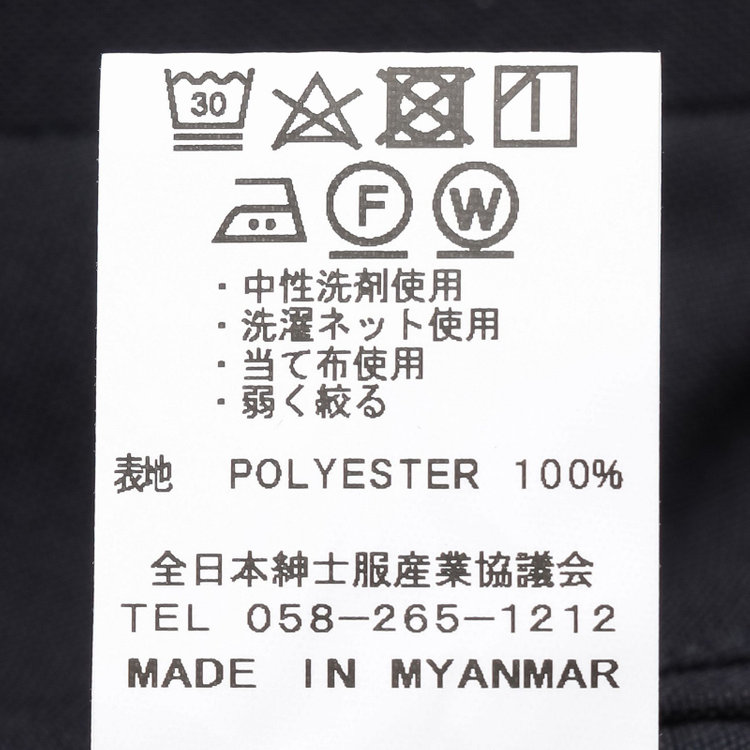 30
F W
・中性洗剤使用
・洗濯ネット使用
・当て布使用
・弱く絞る
表地 POLYESTER 100%
全日本紳士服産業協議会
TEL 058-265-1212
MADE IN MYANMAR